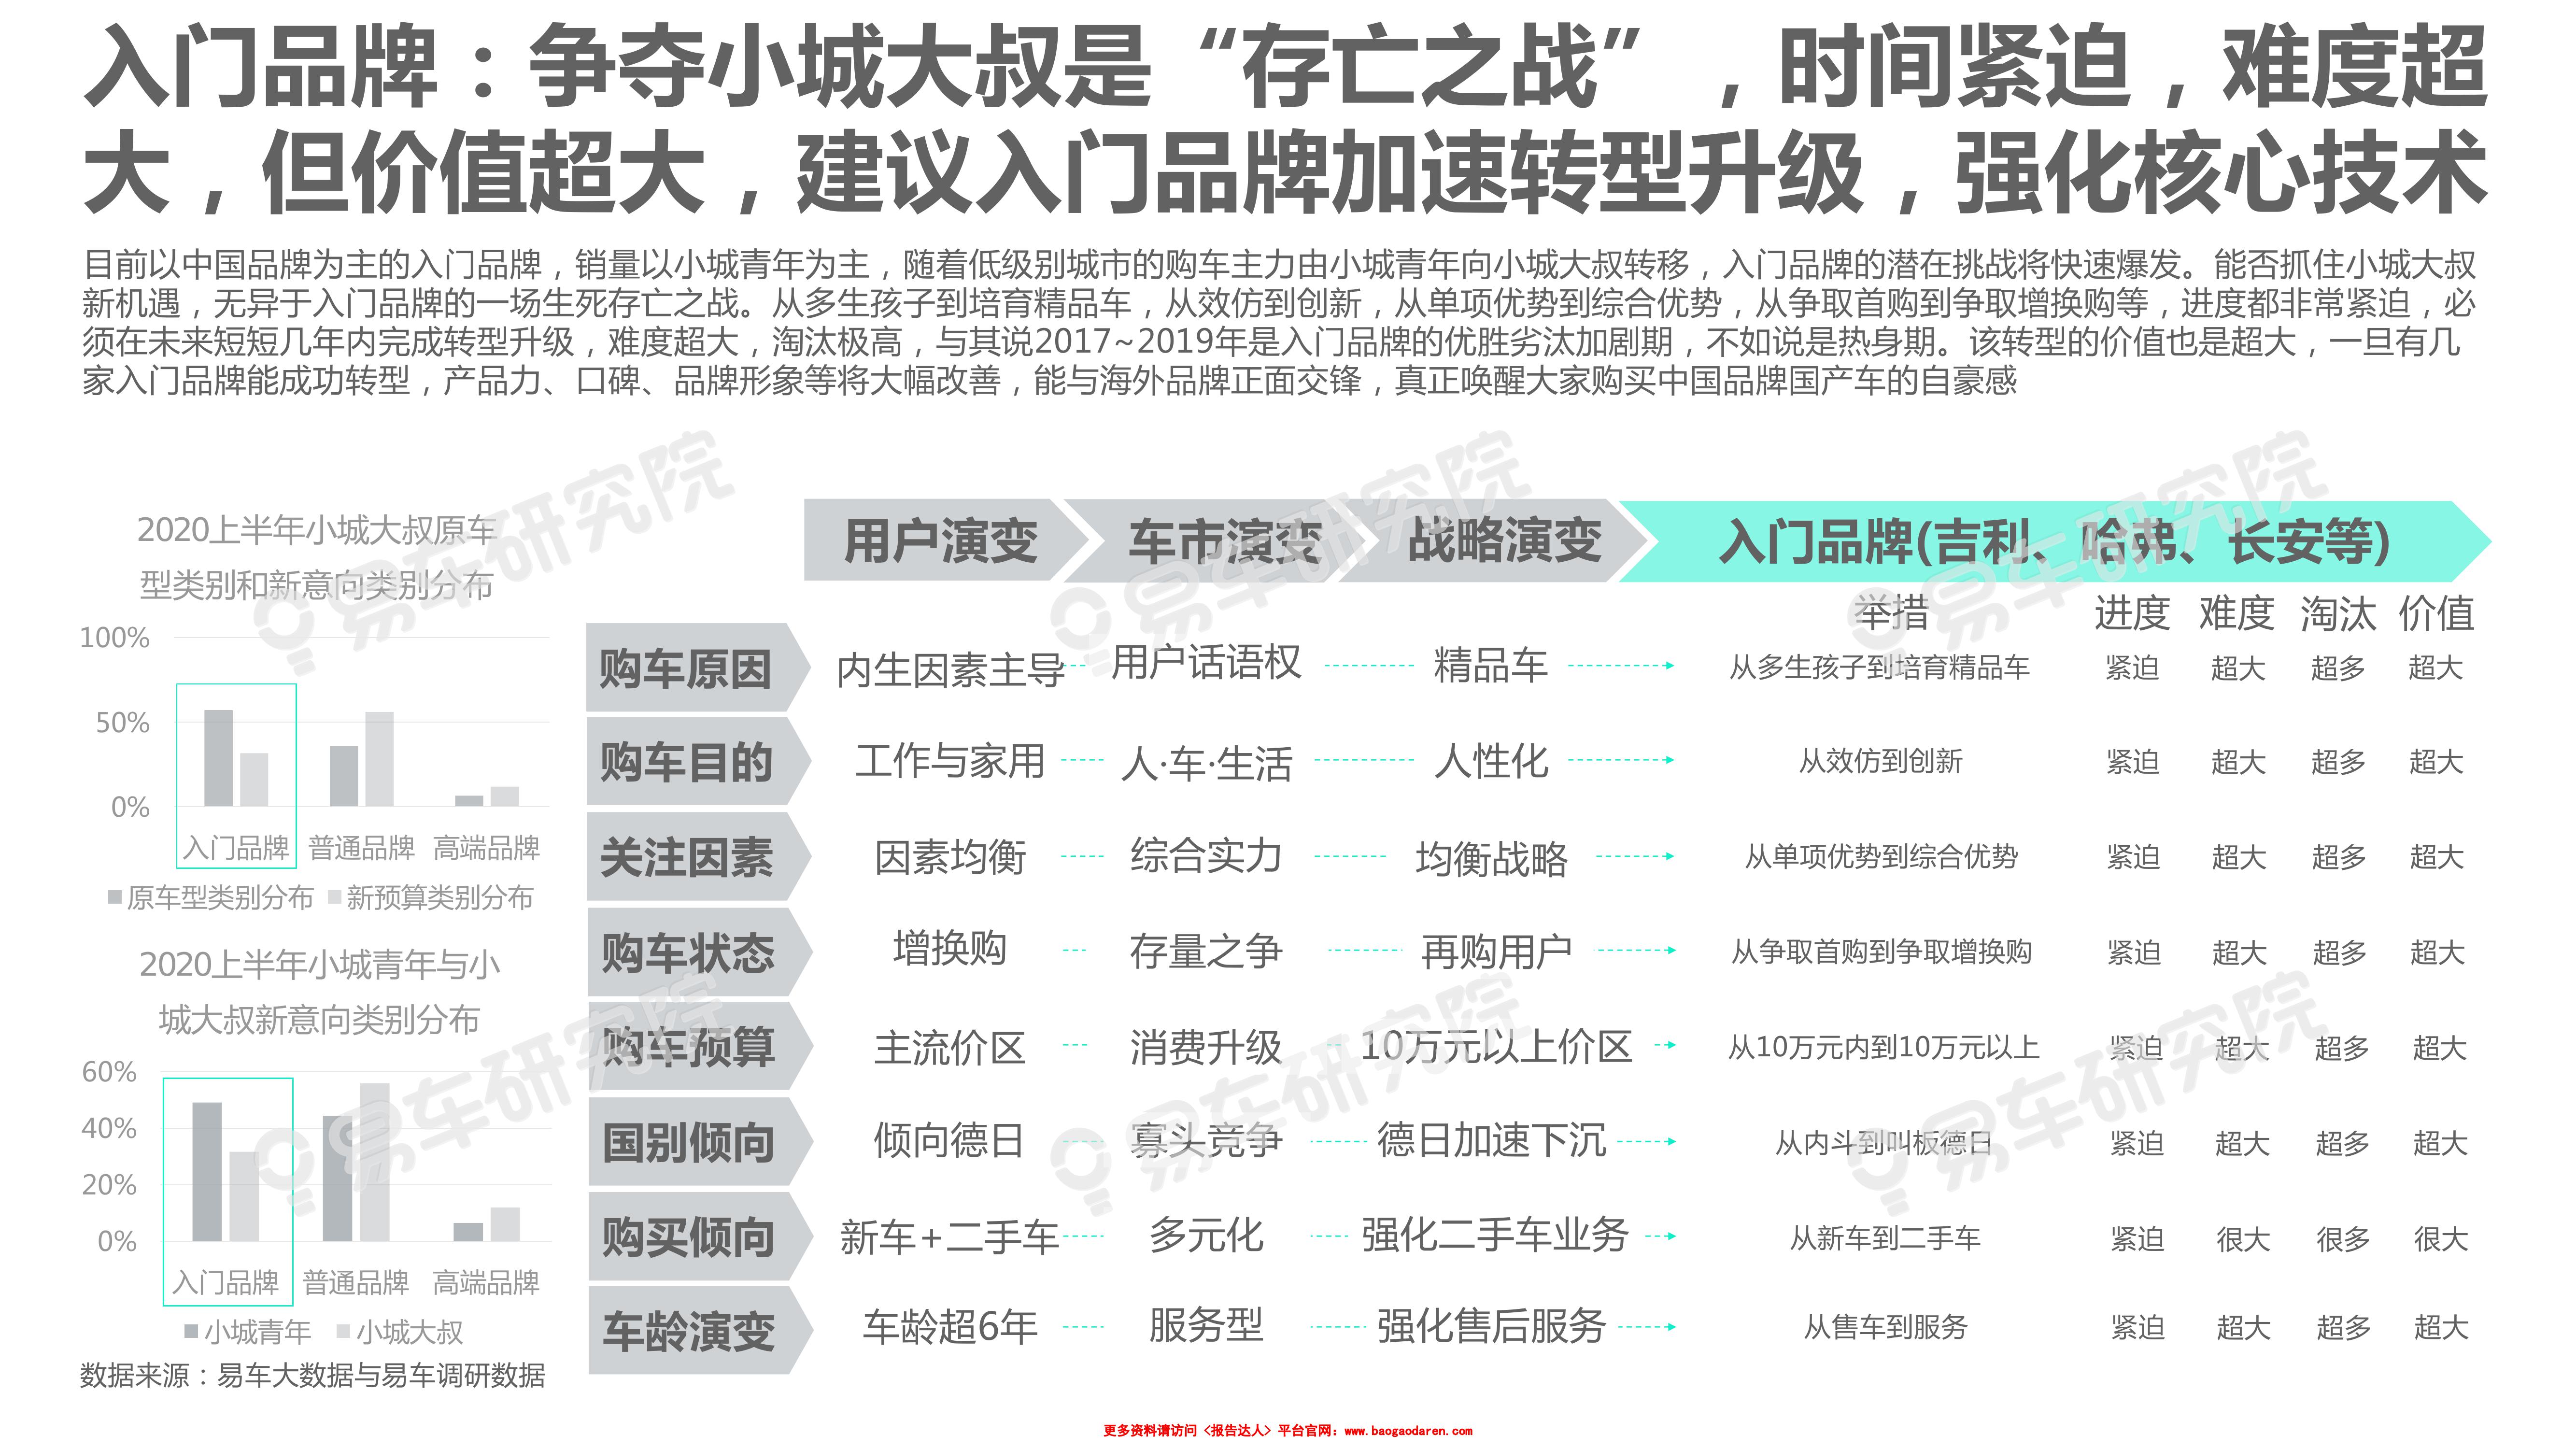 入门品牌：争夺小城大叔是“存亡之战”，时间紧迫，难度超
大，但价值超大，建议入门品牌加速转型升级，强化核心技术
目前以中国品牌为主的入门品牌，销量以小城青年为主，随着低级别城市的购车主力由小城青年向小城大叔转移，入门品牌的潜在挑战将快速爆发。能否抓住小城大叔
新机遇，无异于入门品牌的一场生死存亡之战。从多生孩子到培育精品车，从效仿到创新，从单项优势到综合优势，从争取首购到争取增换购等，进度都非常紧迫，必
须在未来短短几年内完成转型升级，难度超大，淘汰极高，与其说2017~2019年是入门品牌的优胜劣汰加剧期，不如说是热身期。该转型的价值也是超大，一旦有几
家入门品牌能成功转型，产品力、口碑、品牌形象等将大幅改善，能与海外品牌正面交锋，真正唤醒大家购买中国品牌国产车的自豪感
2020上半年小城大叔原车
型类别和新意向类别分布
100%
50%
0%
入门品牌 普通品牌 高端品牌
原车型类别分布 新预算类别分布
2020上半年小城青年与小
城大叔新意向类别分布
60%
40%
20%
0%
入门品牌 普通品牌 高端品牌
小城青年 小城大叔
数据来源：易车大数据与易车调研数据
用户演变 车市演变 战略演变 入门品牌(吉利、哈弗、长安等)
举措 进度 难度 淘汰 价值
购车原因 内生因素主导 用户话语权 精品车 从多生孩子到培育精品车 紧迫 超大 超多 超大
购车目的 工作与家用 人·车·生活 人性化 从效仿到创新 紧迫 超大 超多 超大
关注因素 因素均衡 综合实力 均衡战略 从单项优势到综合优势 紧迫 超大 超多 超大
购车状态 增换购 存量之争 再购用户 从争取首购到争取增换购 紧迫 超大 超多 超大
购车预算 主流价区 消费升级 10万元以上价区 从10万元内到10万元以上 紧迫 超大 超多 超大
国别倾向 倾向德日 寡头竞争 德日加速下沉 从内斗到叫板德日 紧迫 超大 超多 超大
购买倾向 新车+二手车 多元化 强化二手车业务 从新车到二手车 紧迫 很大 很多 很大
车龄演变 车龄超6年 服务型 强化售后服务 从售车到服务 紧迫 超大 超多 超大
易车研究院
易车研究院
易车研究院
易车研究院
易车研究院
易车研究院
更多资料请访问《报告达人》平台官网：www.baogaodaren.com